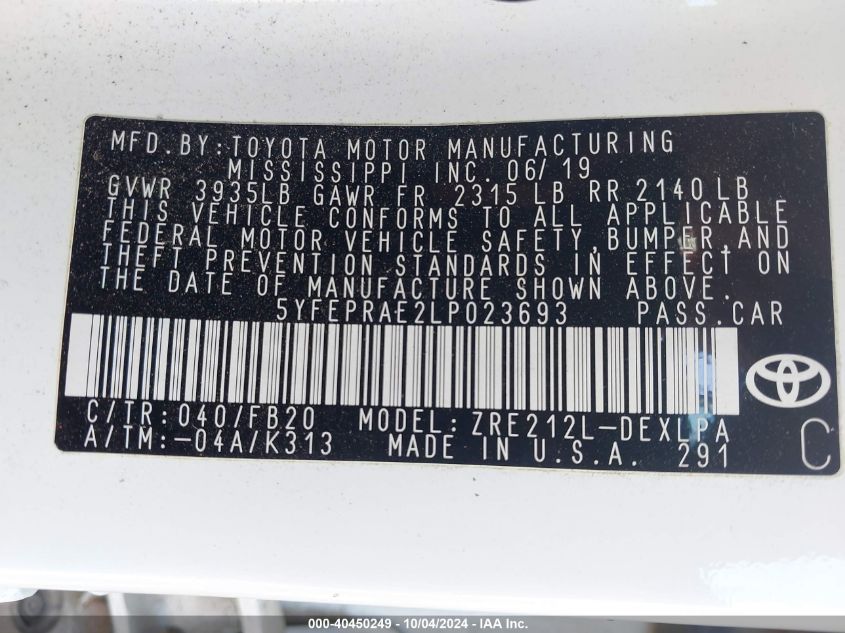 MFD.BY: TOYOTA MOTOR MANUFACTURING
MISSISSIPPI INC. 06/19
GVWR 3935LB GAWR FR 2315 LB RR 2140 LB
THIS VEHICLE CONFORMS TO ALL APPLICABLE
FEDERAL MOTOR VEHICLE SAFETY, BUMPER, AND
THEFT PREVENTION STANDARDS IN EFFECT ON
THE DATE OF MANUFACTURE SHOWN ABOVE.
5YFEPRAE2LP023693 PASS.CAR
C/TR: 040/FB20 MODEL: ZRE212L-DEXLPA
A/TM: -04A/K313 MADE IN U.S.A. 291 C
000-40450249 - 10/04/2024 - IAA Inc.